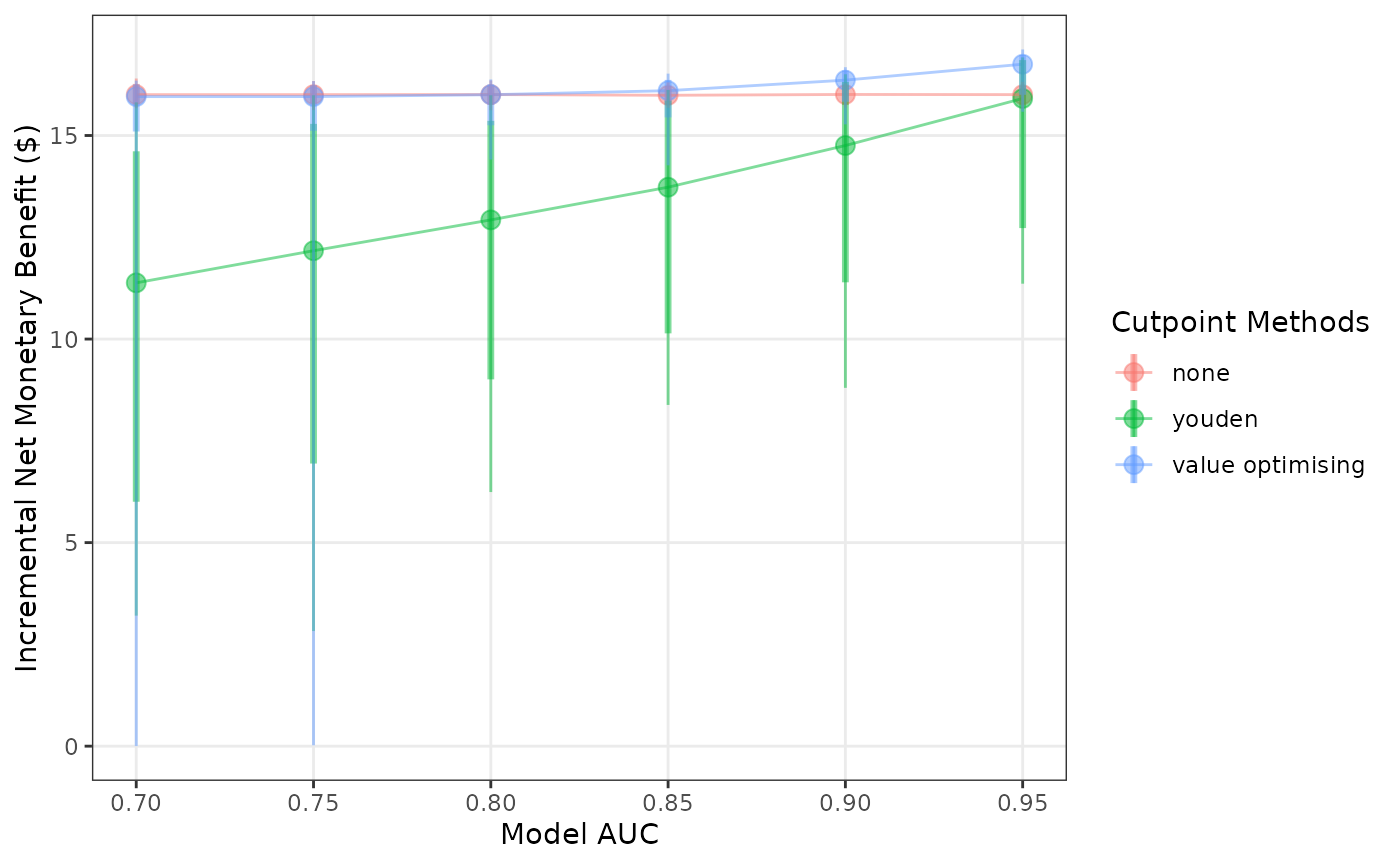 Incremental Net Monetary Benefit ($)
15
10
5
0
0.70 0.75 0.80 0.85 0.90 0.95
Model AUC
Cutpoint Methods
none
youden
value optimising